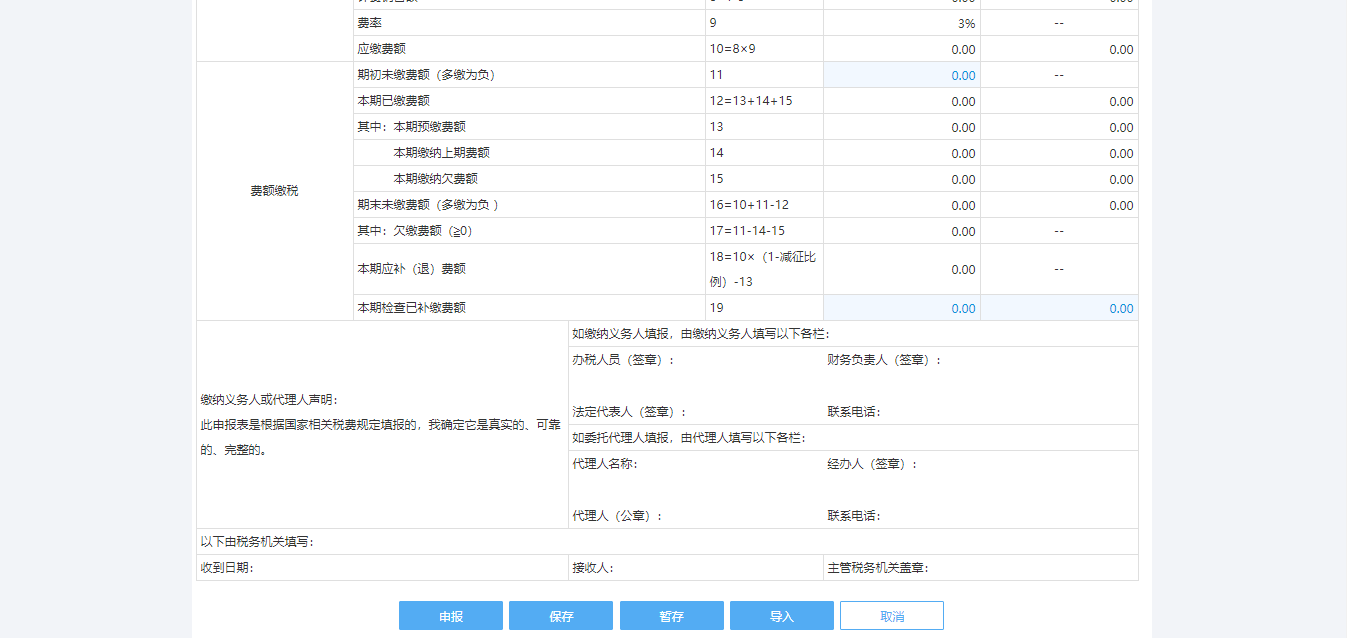 费率 9 3% --
应缴费额 10=8×9 0.00 0.00
费额缴税
期初未缴费额（多缴为负） 11 0.00 --
本期已缴费额 12=13+14+15 0.00 0.00
其中：本期预缴费额 13 0.00 0.00
本期缴纳上期费额 14 0.00 0.00
本期缴纳欠费额 15 0.00 0.00
期末未缴费额（多缴为负 ） 16=10+11-12 0.00 0.00
其中：欠缴费额（≧0） 17=11-14-15 0.00 --
本期应补（退）费额 18=10×（1-减征比 0.00 --
例）-13
本期检查已补缴费额 19 0.00 0.00
缴纳义务人或代理人声明：
此申报表是根据国家相关税费规定填报的，我确定它是真实的、可靠
的、完整的。
如缴纳义务人填报，由缴纳义务人填写以下各栏：
办税人员（签章）： 财务负责人（签章）：
法定代表人（签章）： 联系电话：
如委托代理人填报，由代理人填写以下各栏：
代理人名称： 经办人（签章）：
代理人（公章）： 联系电话：
以下由税务机关填写：
收到日期： 接收人： 主管税务机关盖章：
申报 保存 暂存 导入 取消